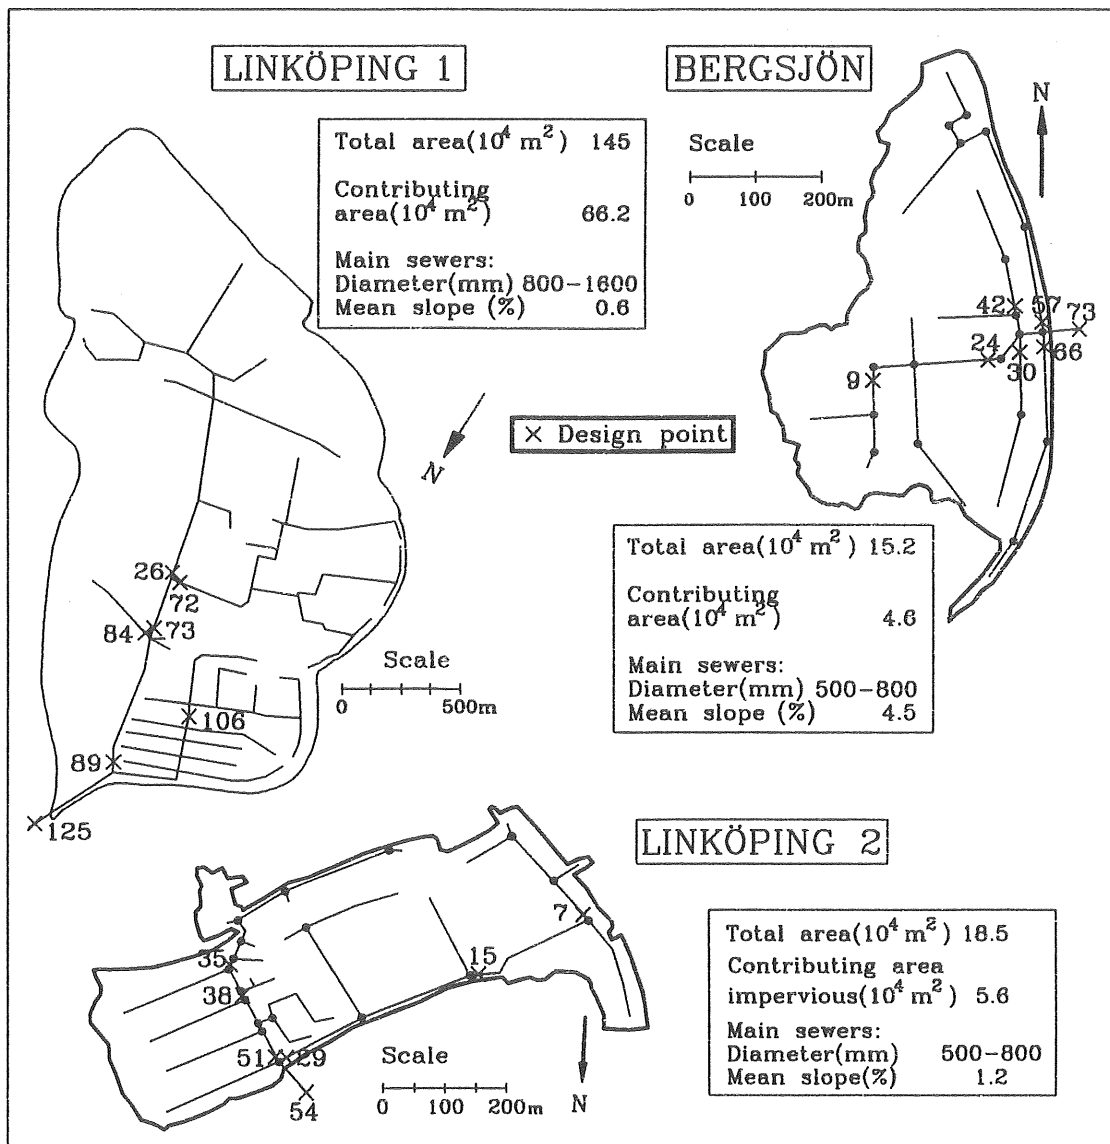 LINKÖPING 1
Total area(10⁴ m²) 145
Contributing
area(10⁴ m²) 66.2
Main sewers:
Diameter(mm) 800-1600
Mean slope (%) 0.6
N
26
72
73
84
Scale
0 500m
106
89
125
BERGSJÖN
N
Scale
0 100 200m
42
57
73
24
30
66
9
× Design point
Total area(10⁴ m²) 15.2
Contributing
area(10⁴ m²) 4.6
Main sewers:
Diameter(mm) 500-800
Mean slope (%) 4.5
LINKÖPING 2
7
15
35
38
51
29
54
Scale
0 100 200m
N
Total area(10⁴ m²) 18.5
Contributing area
impervious(10⁴ m²) 5.6
Main sewers:
Diameter(mm) 500-800
Mean slope(%) 1.2